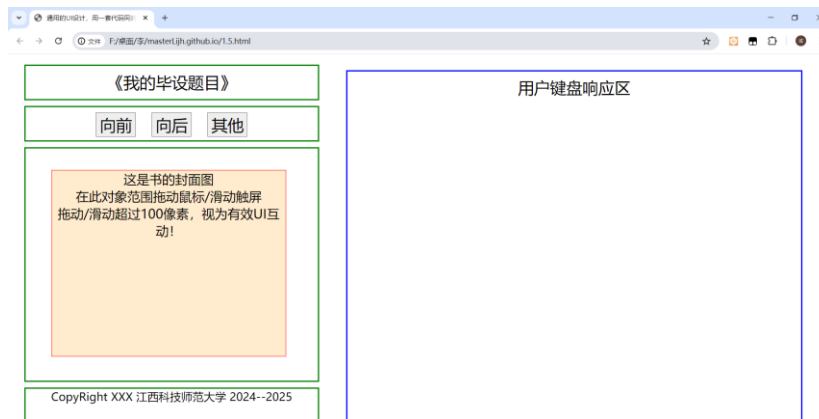 通用的UI设计，用一套代码同时
文件 F:/桌面/李/masterLijh.github.io/1.5.html
《我的毕设题目》
用户键盘响应区
向前 向后 其他
这是书的封面图
在此对象范围拖动鼠标/滑动触屏
拖动/滑动超过100像素，视为有效UI互
动！
CopyRight XXX 江西科技师范大学 2024--2025